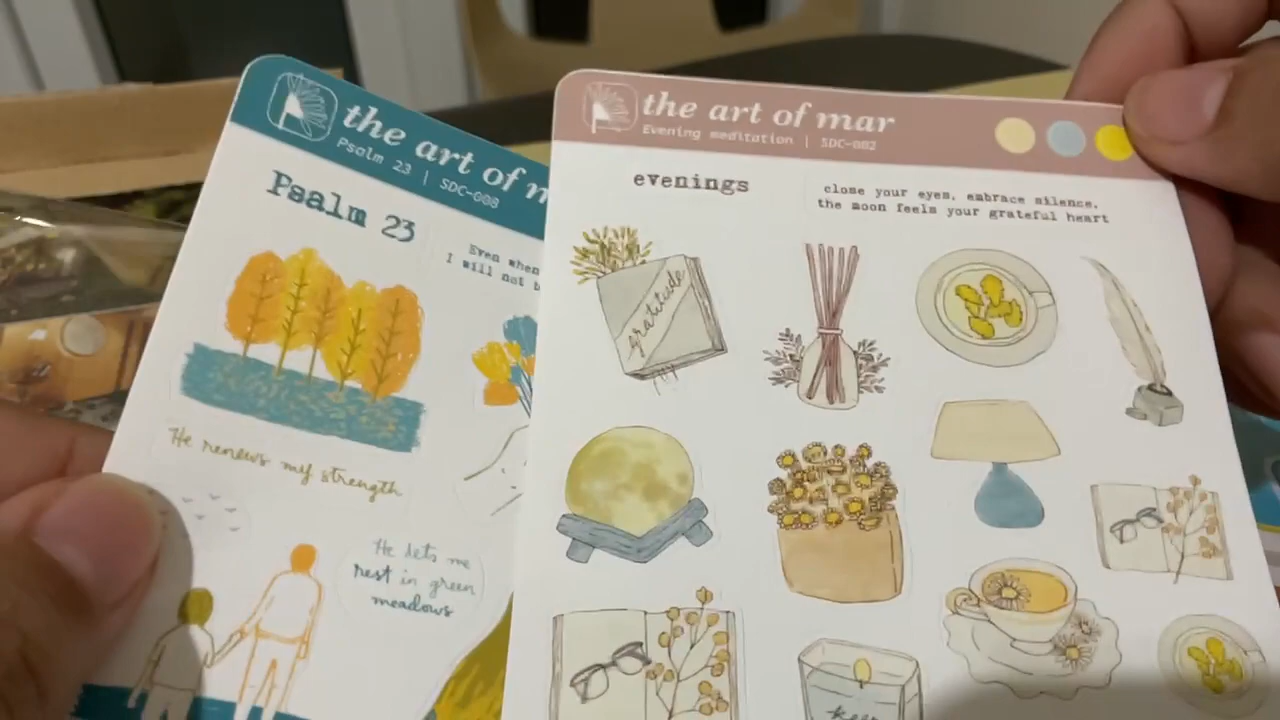 the art of m
Psalm 23 | SDC-008
Psalm 23
Even when
I will not b
He renews my strength
He lets me
rest in green
meadows
the art of mar
Evening meditation | SDC-002
evenings
close your eyes, embrace silence,
the moon feels your grateful heart
gratitude